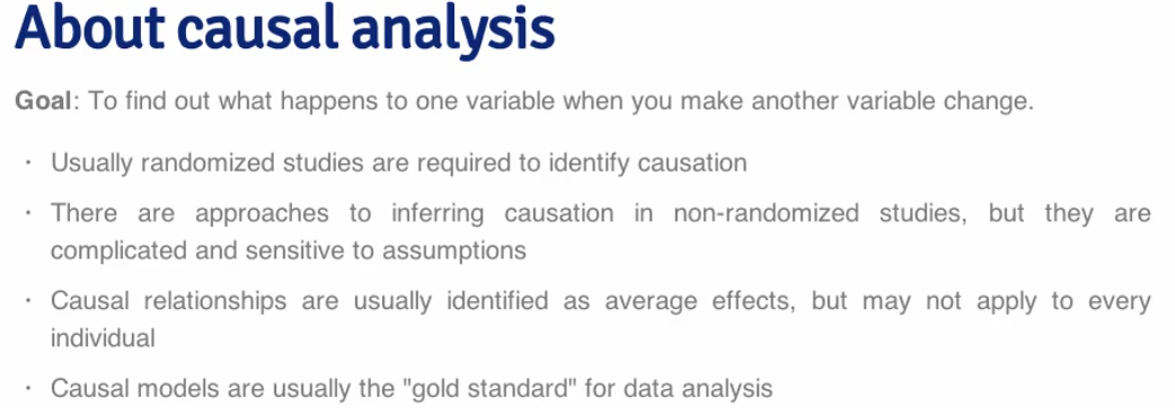 About causal analysis
Goal: To find out what happens to one variable when you make another variable change.
· Usually randomized studies are required to identify causation
· There are approaches to inferring causation in non-randomized studies, but they are
complicated and sensitive to assumptions
· Causal relationships are usually identified as average effects, but may not apply to every
individual
· Causal models are usually the "gold standard" for data analysis